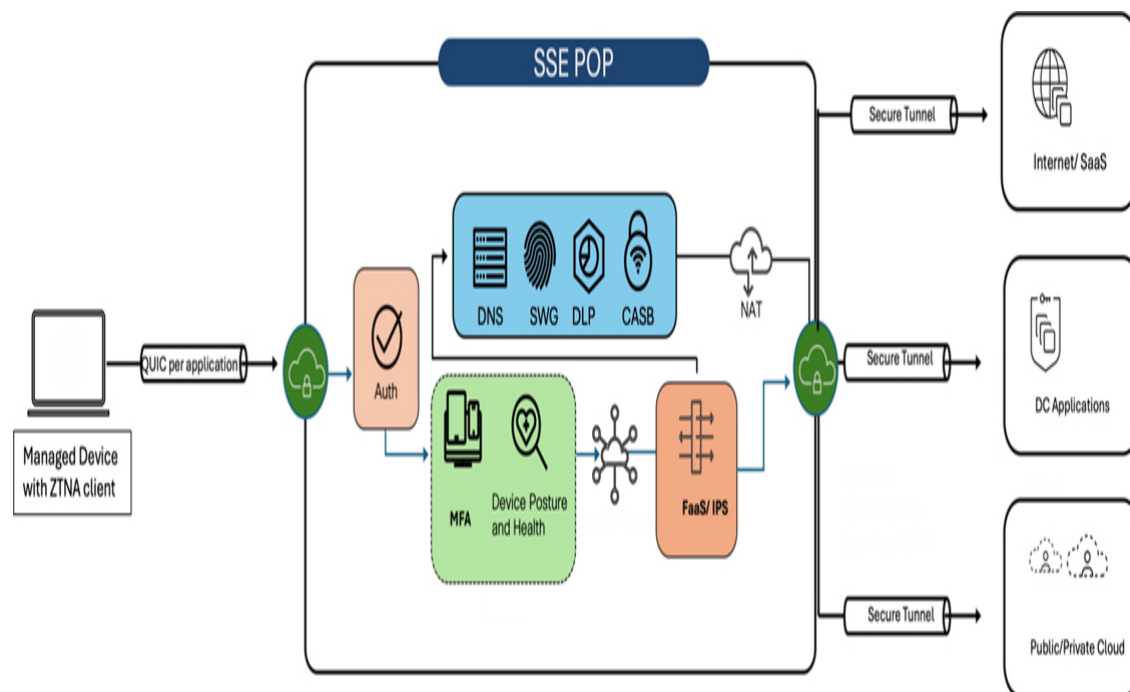 SSE POP
Secure Tunnel
Internet/ SaaS
DNS
SWG
DLP
CASB
NAT
QUIC per application
Auth
Secure Tunnel
DC Applications
Managed Device
with ZTNA client
MFA
Device Posture
and Health
FaaS/ IPS
Secure Tunnel
Public/Private Cloud